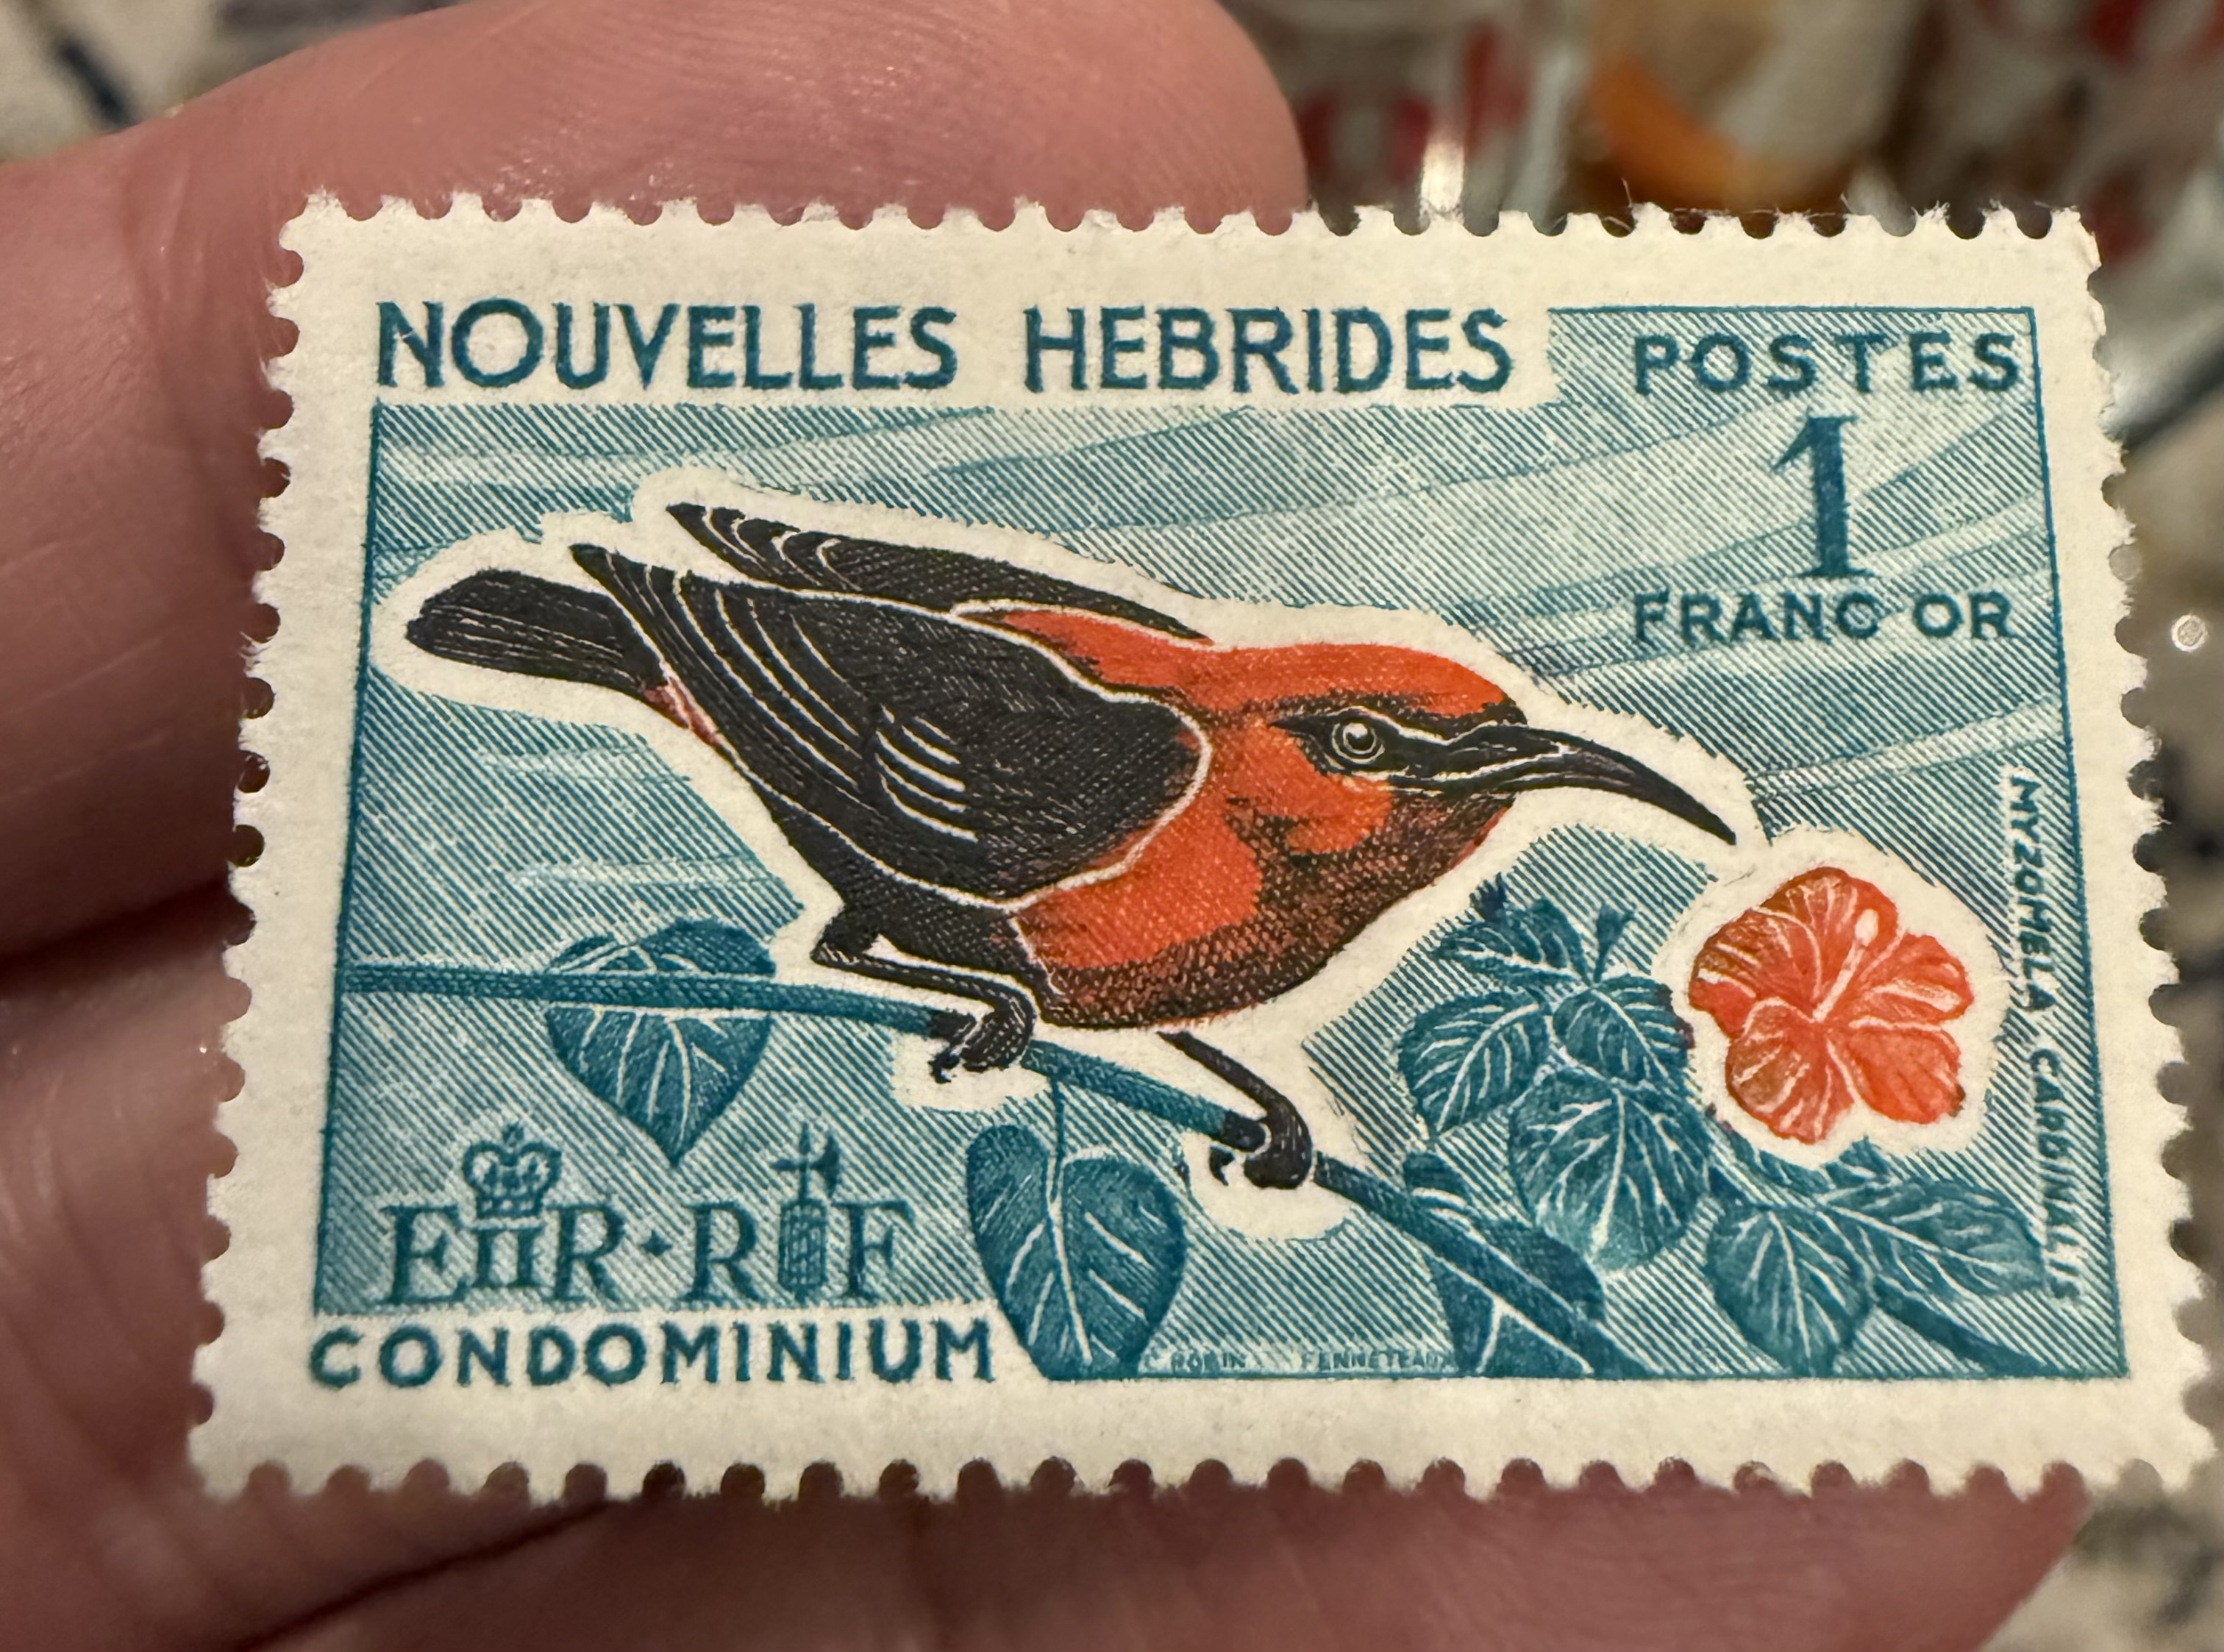 NOUVELLES HEBRIDES
POSTES
1
FRANC-OR
MYZOMELA CARDINALIS
EIIR·RF
CONDOMINIUM
C ROBIN FENNETEAUX